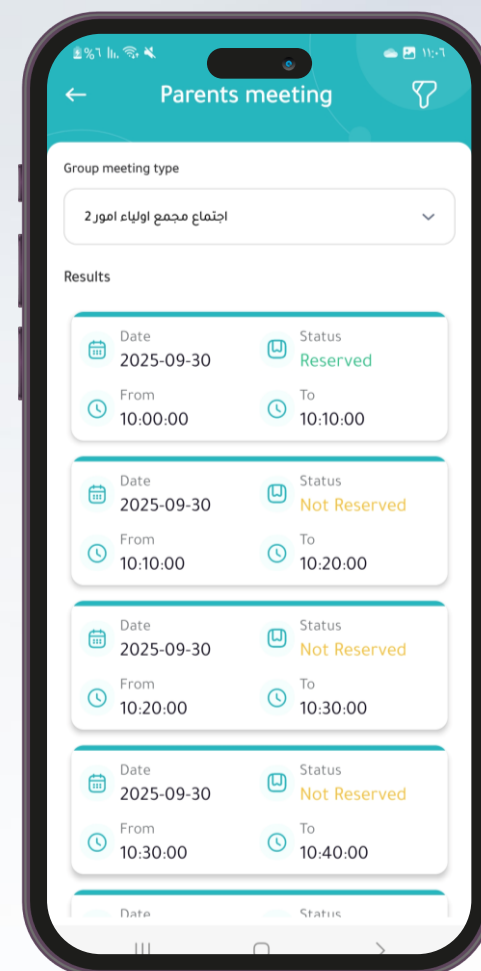 %٦ ١١:٠٦
Parents meeting
Group meeting type
اجتماع مجمع اولياء امور 2
Results
Date Status
2025-09-30 Reserved
From To
10:00:00 10:10:00
Date Status
2025-09-30 Not Reserved
From To
10:10:00 10:20:00
Date Status
2025-09-30 Not Reserved
From To
10:20:00 10:30:00
Date Status
2025-09-30 Not Reserved
From To
10:30:00 10:40:00
Date Status